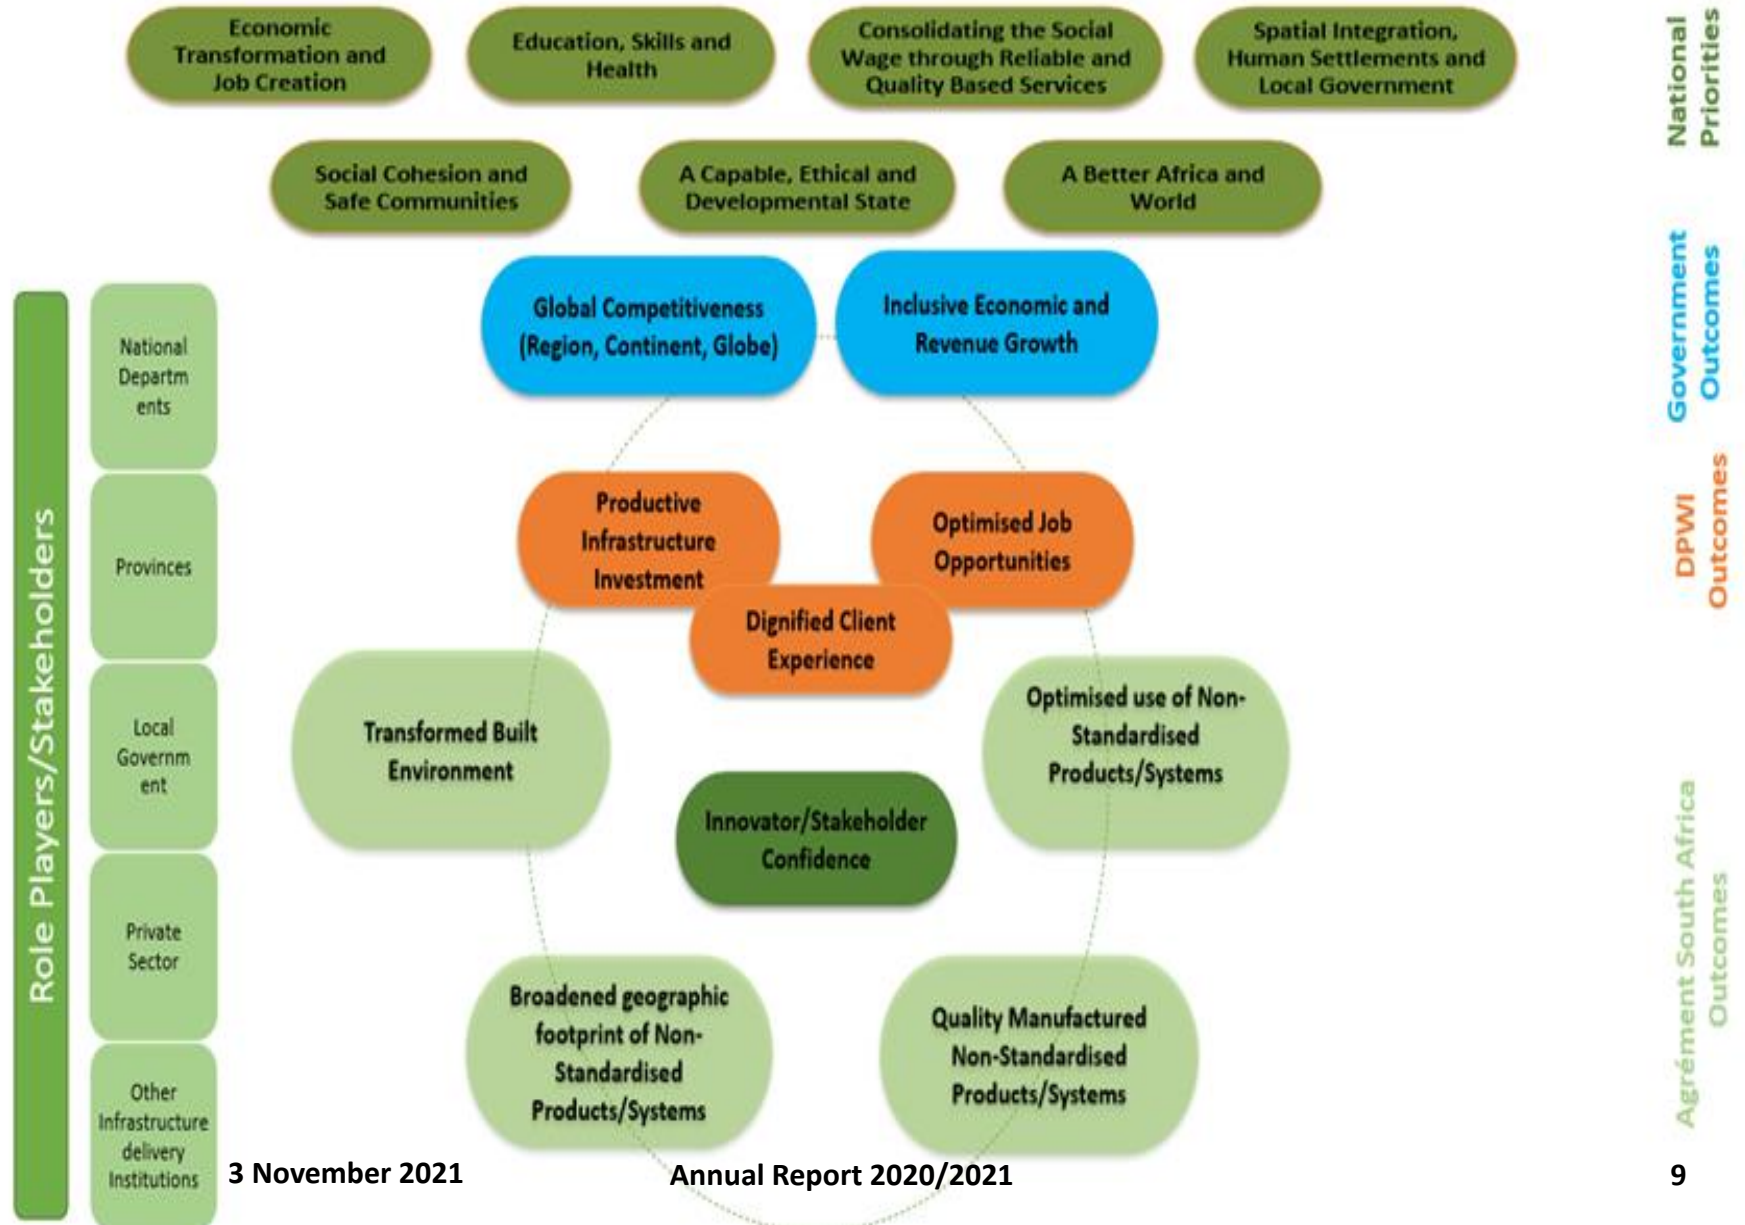 Economic
Transformation and
Job Creation
Education, Skills and
Health
Consolidating the Social
Wage through Reliable and
Quality Based Services
Spatial Integration,
Human Settlements and
Local Government
National
Priorities
Social Cohesion and
Safe Communities
A Capable, Ethical and
Developmental State
A Better Africa and
World
Global Competitiveness
(Region, Continent, Globe)
Inclusive Economic and
Revenue Growth
Government
Outcomes
Role Players/Stakeholders
National
Departm
ents
Provinces
Local
Governm
ent
Private
Sector
Other
Infrastructure
delivery
Institutions
Productive
Infrastructure
Investment
Optimised Job
Opportunities
Dignified Client
Experience
DPWI
Outcomes
Transformed Built
Environment
Optimised use of Non-
Standardised
Products/Systems
Innovator/Stakeholder
Confidence
Broadened geographic
footprint of Non-
Standardised
Products/Systems
Quality Manufactured
Non-Standardised
Products/Systems
Agrément South Africa
Outcomes
3 November 2021
Annual Report 2020/2021
9